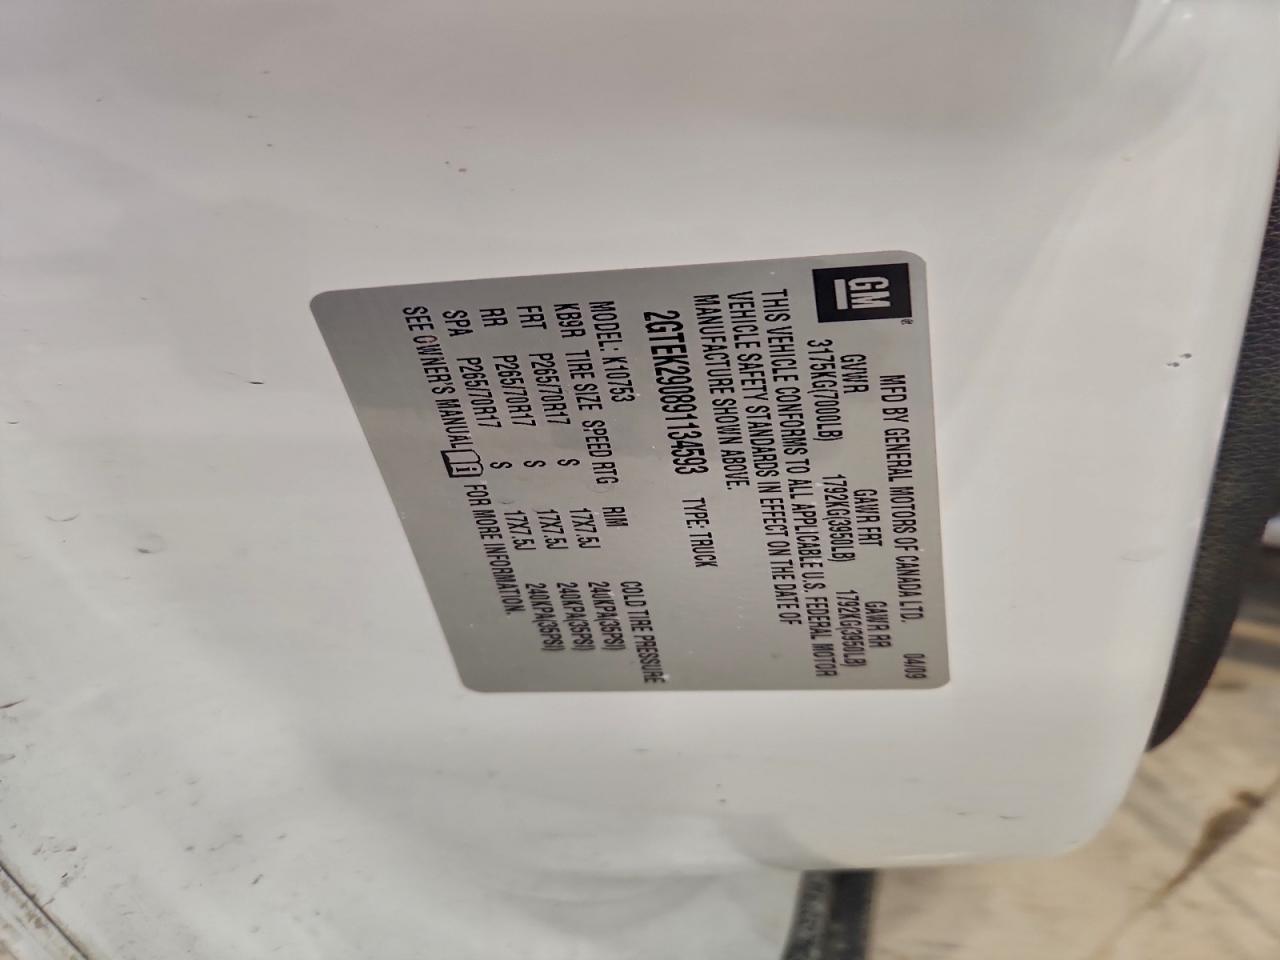 GM®
MFD BY GENERAL MOTORS OF CANADA LTD. 04/09
GVWR GAWR FRT GAWR RR
3175KG(7000LB) 1792KG(3950LB) 1792KG(3950LB)
THIS VEHICLE CONFORMS TO ALL APPLICABLE U.S. FEDERAL MOTOR
VEHICLE SAFETY STANDARDS IN EFFECT ON THE DATE OF
MANUFACTURE SHOWN ABOVE.
2GTEK290891134593 TYPE: TRUCK
MODEL: K10753
KB9R TIRE SIZE SPEED RTG RIM COLD TIRE PRESSURE
FRT P265/70R17 S 17X7.5J 240KPA(35PSI)
RR P265/70R17 S 17X7.5J 240KPA(35PSI)
SPA P265/70R17 S 17X7.5J 240KPA(35PSI)
SEE OWNER'S MANUAL FOR MORE INFORMATION.